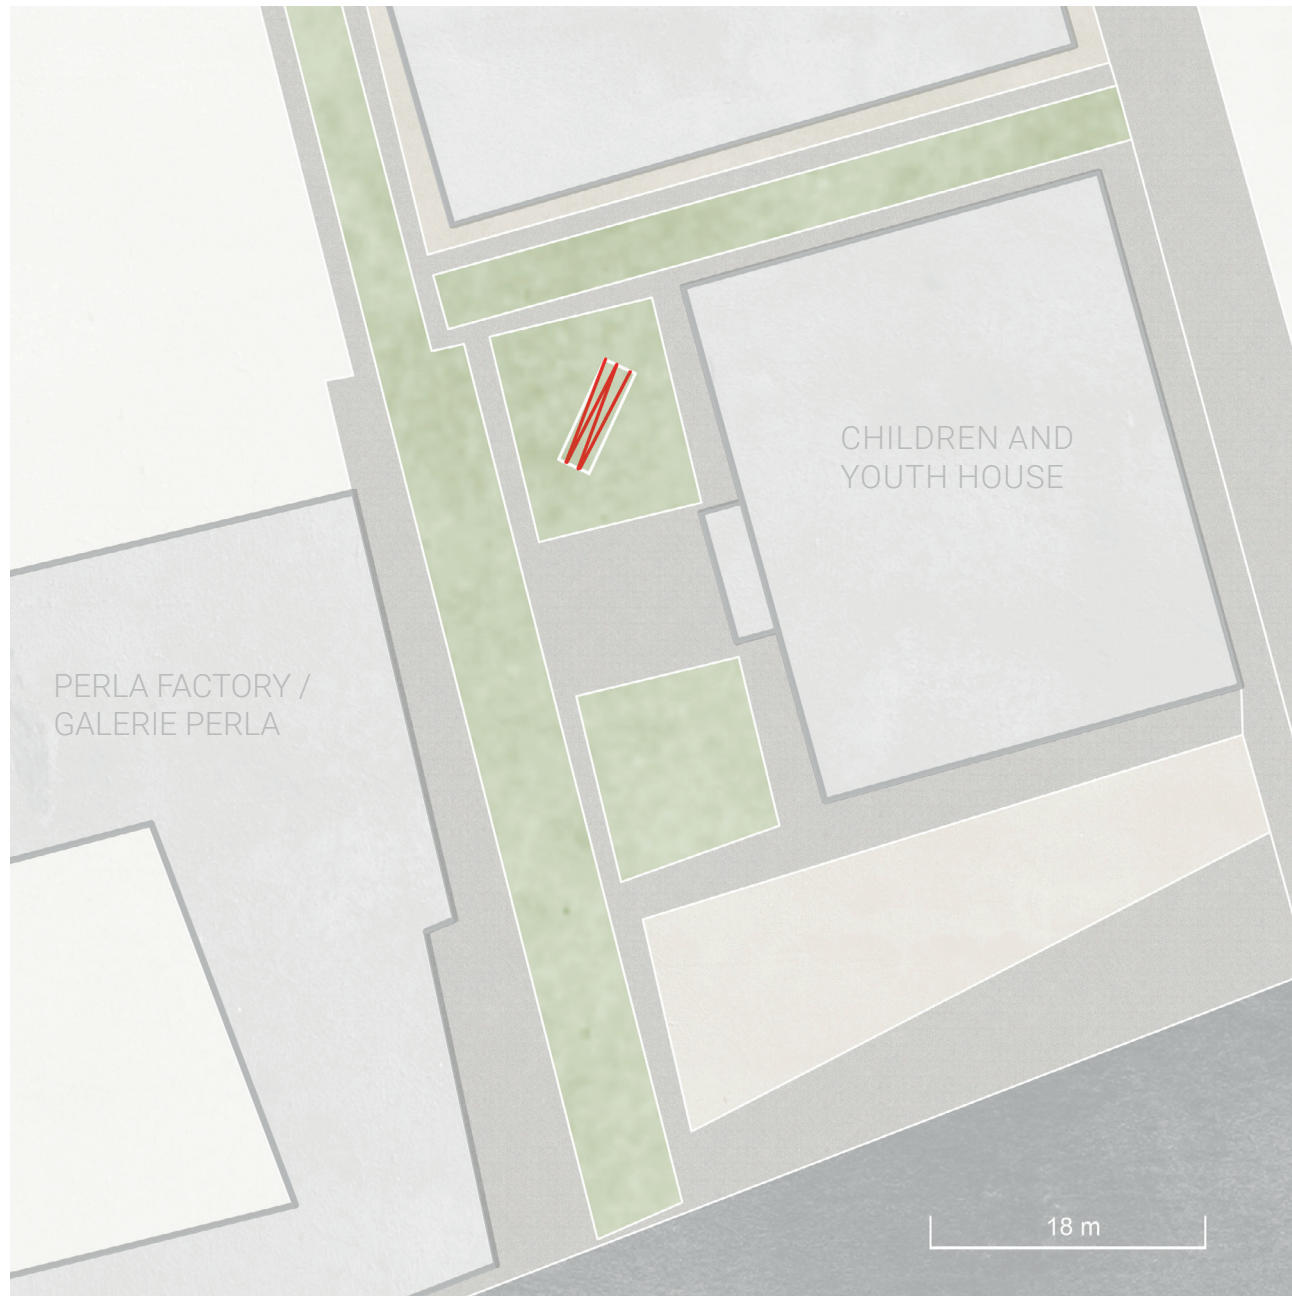 CHILDREN AND
YOUTH HOUSE
PERLA FACTORY /
GALERIE PERLA
18 m